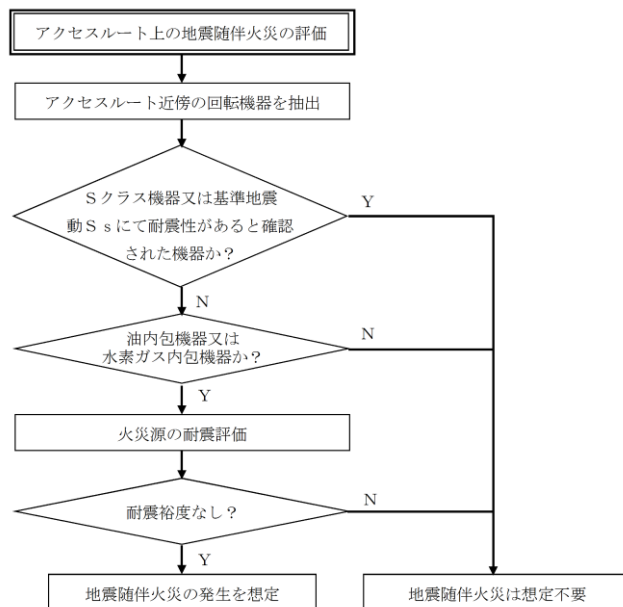 アクセスルート上の地震随伴火災の評価
アクセスルート近傍の回転機器を抽出
Ｓクラス機器又は基準地震
動Ｓｓにて耐震性があると確認
された機器か？
Y
N
油内包機器又は
水素ガス内包機器か？
N
Y
火災源の耐震評価
耐震裕度なし？
N
Y
地震随伴火災の発生を想定
地震随伴火災は想定不要